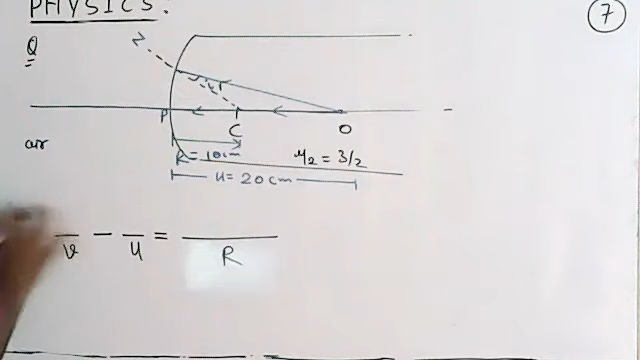 PHYSICS:
7
Q
N
r
P
C
O
air
R = 10cm
μ2 = 3/2
u = 20cm
v - u = R